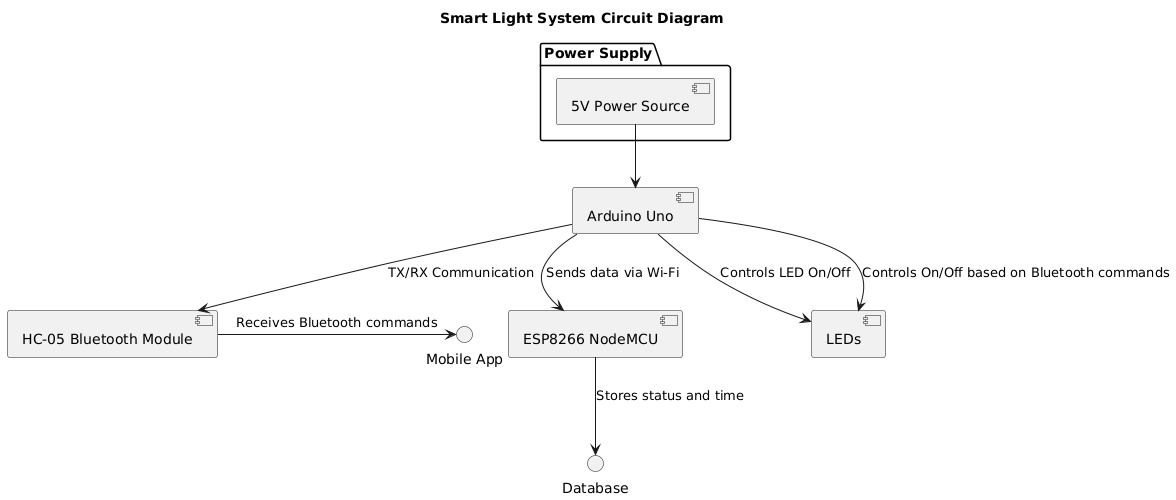 Smart Light System Circuit Diagram
Power Supply
5V Power Source
Arduino Uno
TX/RX Communication
Sends data via Wi-Fi
Controls LED On/Off
Controls On/Off based on Bluetooth commands
HC-05 Bluetooth Module
Receives Bluetooth commands
Mobile App
ESP8266 NodeMCU
LEDs
Stores status and time
Database